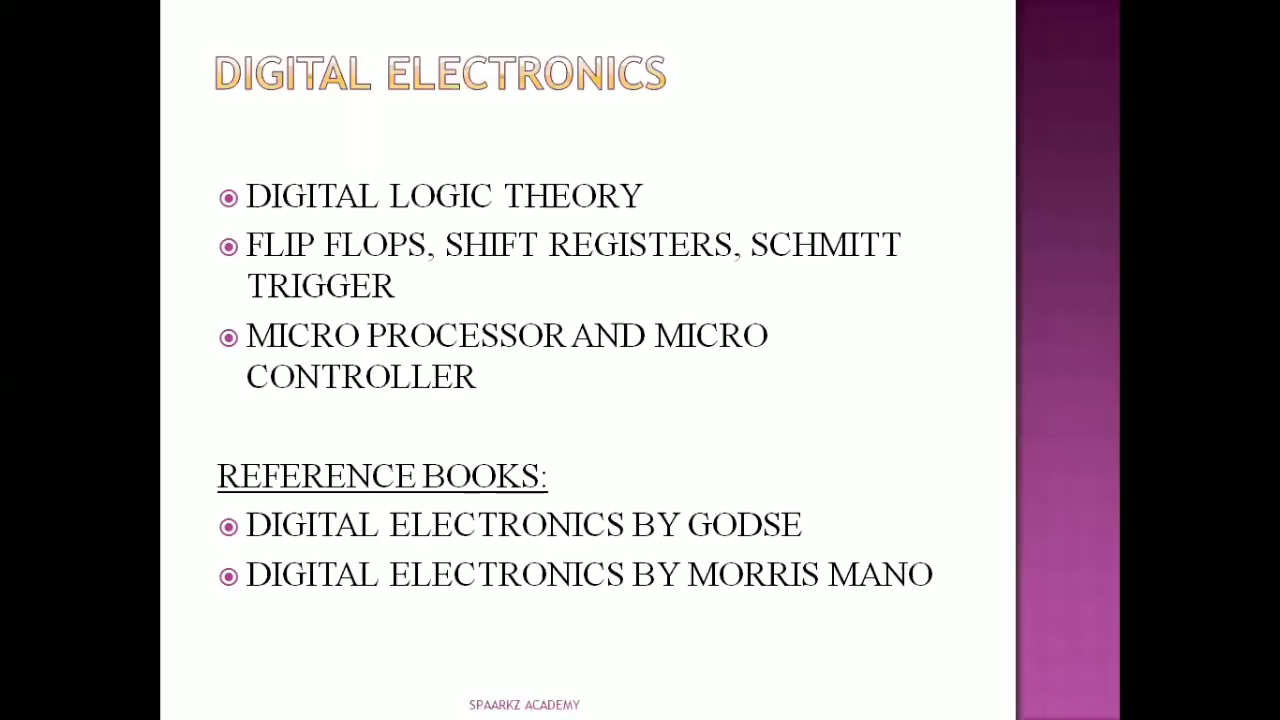 DIGITAL ELECTRONICS
DIGITAL LOGIC THEORY
FLIP FLOPS, SHIFT REGISTERS, SCHMITT
TRIGGER
MICRO PROCESSOR AND MICRO
CONTROLLER
REFERENCE BOOKS:
DIGITAL ELECTRONICS BY GODSE
DIGITAL ELECTRONICS BY MORRIS MANO
SPAARKZ ACADEMY